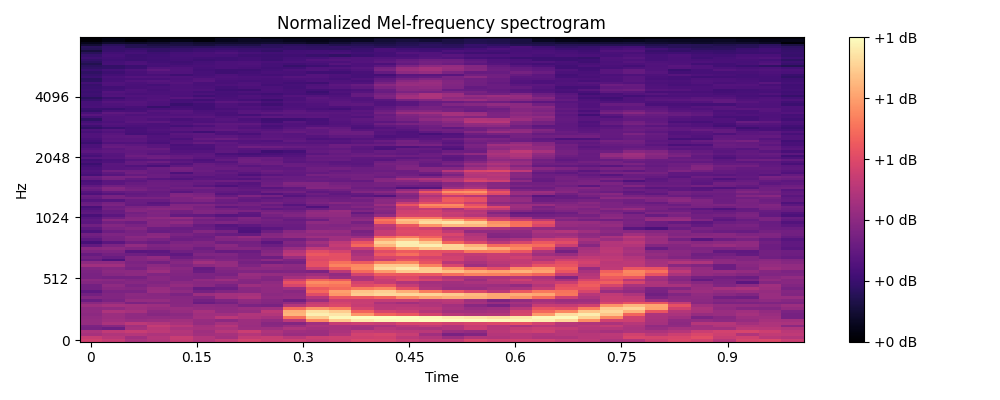 Normalized Mel-frequency spectrogram
Hz
4096
2048
1024
512
0
0 0.15 0.3 0.45 0.6 0.75 0.9
Time
+1 dB
+1 dB
+1 dB
+0 dB
+0 dB
+0 dB